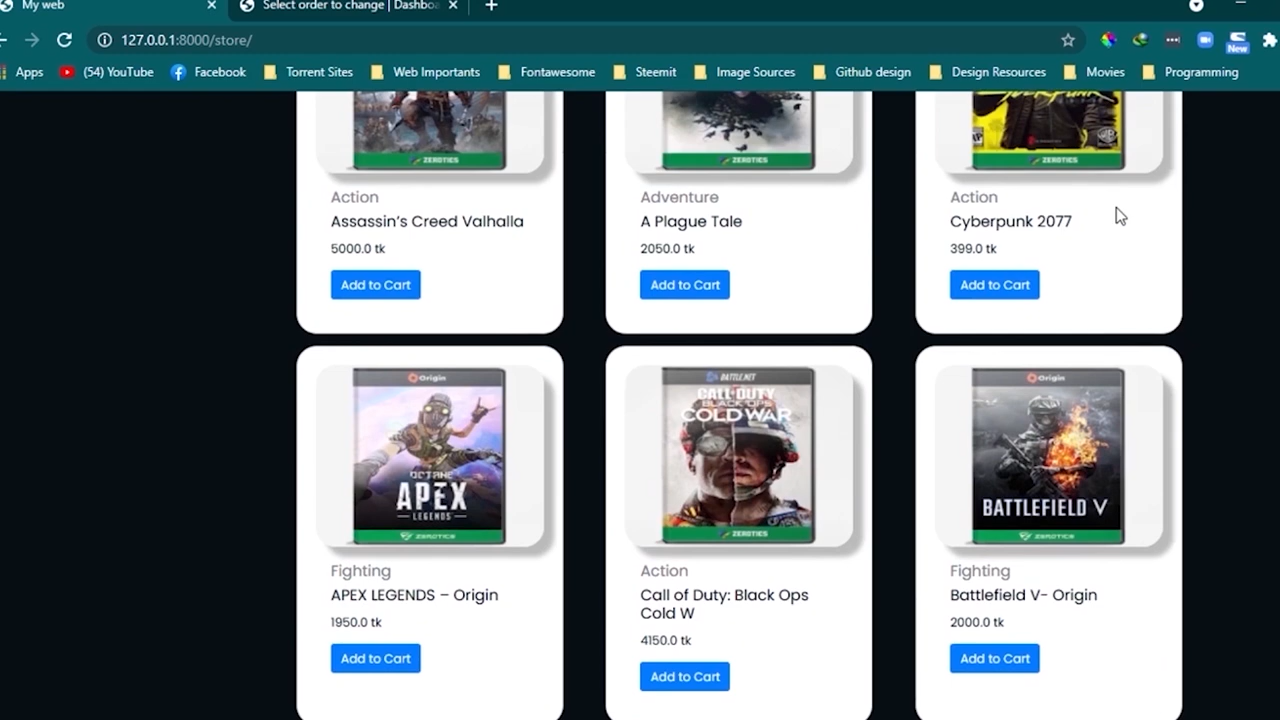 My web
Select order to change | Dashboa
127.0.0.1:8000/store/
New
Apps
(54) YouTube
Facebook
Torrent Sites
Web Importants
Fontawesome
Steemit
Image Sources
Github design
Design Resources
Movies
Programming
ZEROTICS
ZEROTICS
ZEROTICS
Action
Adventure
Action
Assassin’s Creed Valhalla
A Plague Tale
Cyberpunk 2077
5000.0 tk
2050.0 tk
399.0 tk
Add to Cart
Add to Cart
Add to Cart
Origin
BATTLE.NET
Origin
CALL OF DUTY
BLACK OPS
COLD WAR
OCTANE
APEX
LEGENDS
BATTLEFIELD V
ZEROTICS
ZEROTICS
ZEROTICS
Fighting
Action
Fighting
APEX LEGENDS – Origin
Call of Duty: Black Ops
Cold W
Battlefield V- Origin
1950.0 tk
4150.0 tk
2000.0 tk
Add to Cart
Add to Cart
Add to Cart